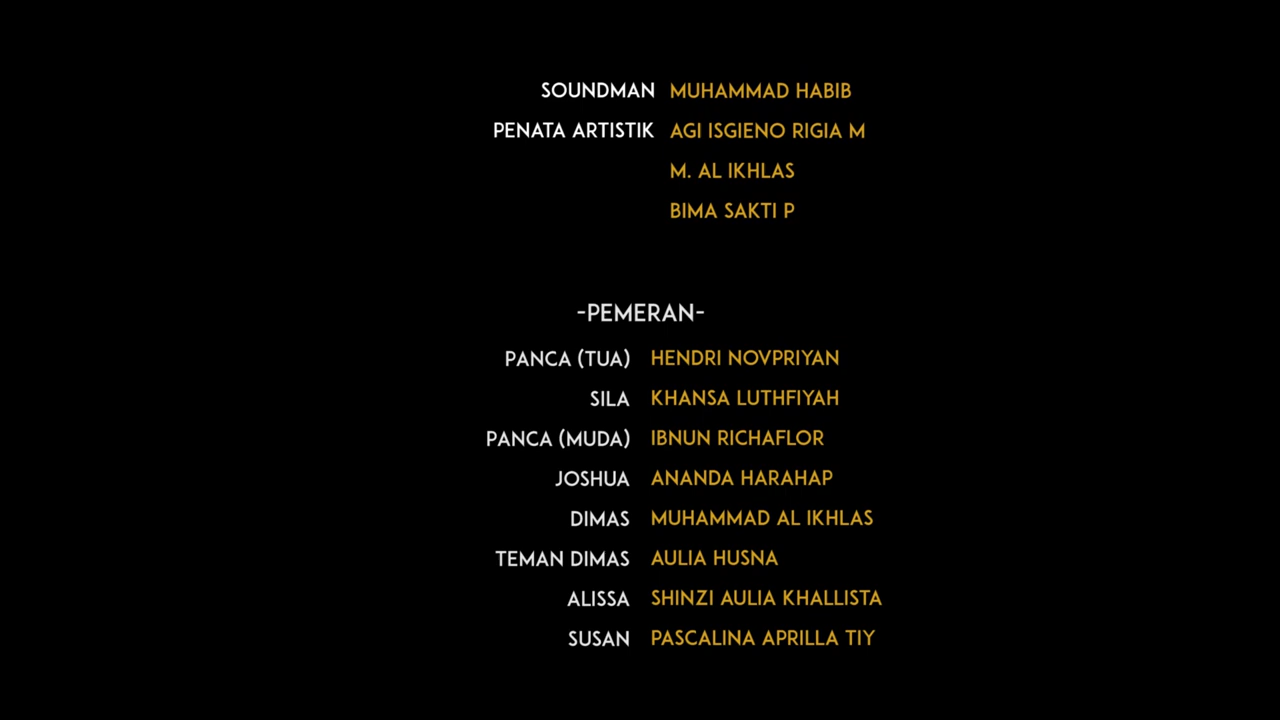 SOUNDMAN MUHAMMAD HABIB
PENATA ARTISTIK AGI ISGIENO RIGIA M
M. AL IKHLAS
BIMA SAKTI P
-PEMERAN-
PANCA (TUA) HENDRI NOVPRIYAN
SILA KHANSA LUTHFIYAH
PANCA (MUDA) IBNUN RICHAFLOR
JOSHUA ANANDA HARAHAP
DIMAS MUHAMMAD AL IKHLAS
TEMAN DIMAS AULIA HUSNA
ALISSA SHINZI AULIA KHALLISTA
SUSAN PASCALINA APRILLA TIY